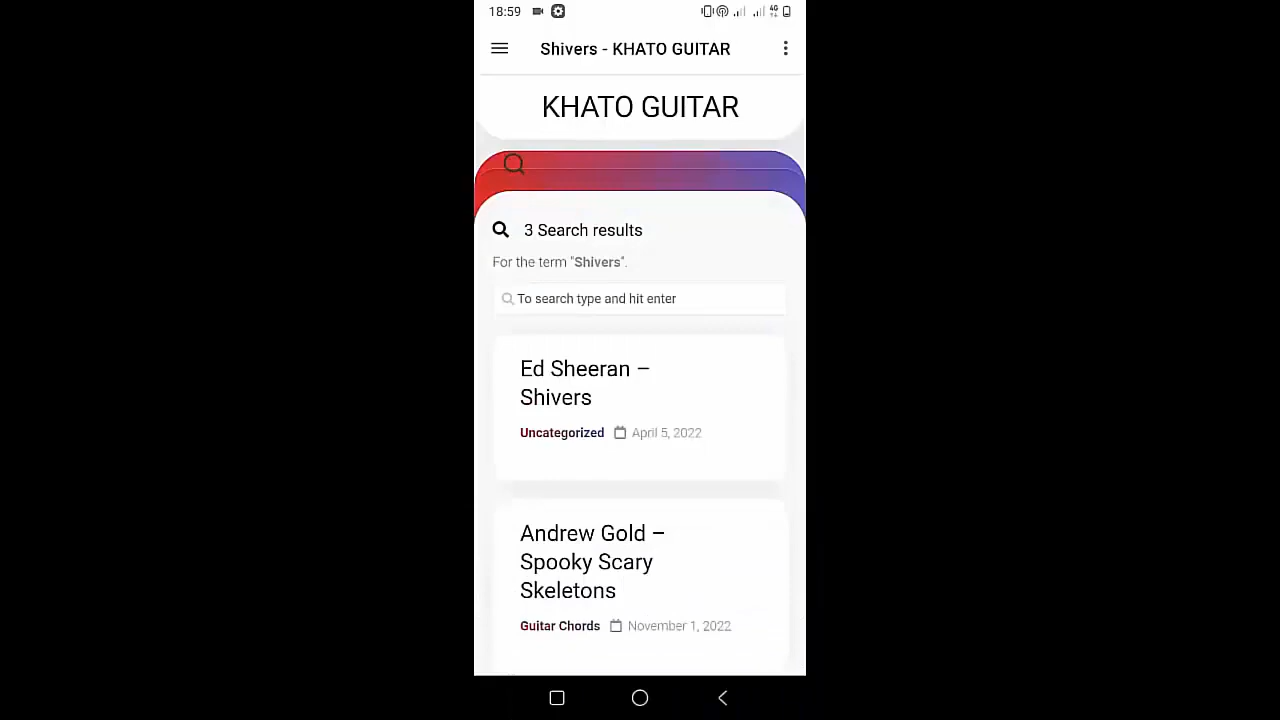 18:59 4G
Shivers - KHATO GUITAR
KHATO GUITAR
3 Search results
For the term "Shivers".
To search type and hit enter
Ed Sheeran –
Shivers
Uncategorized April 5, 2022
Andrew Gold –
Spooky Scary
Skeletons
Guitar Chords November 1, 2022